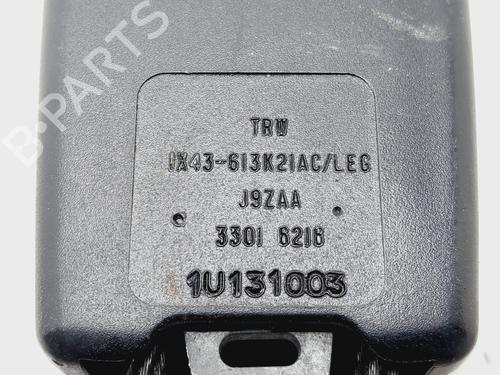 B-PARTS
TRW
1X43-613K21AC/LEG
J9ZAA
3301 6216
1U131003